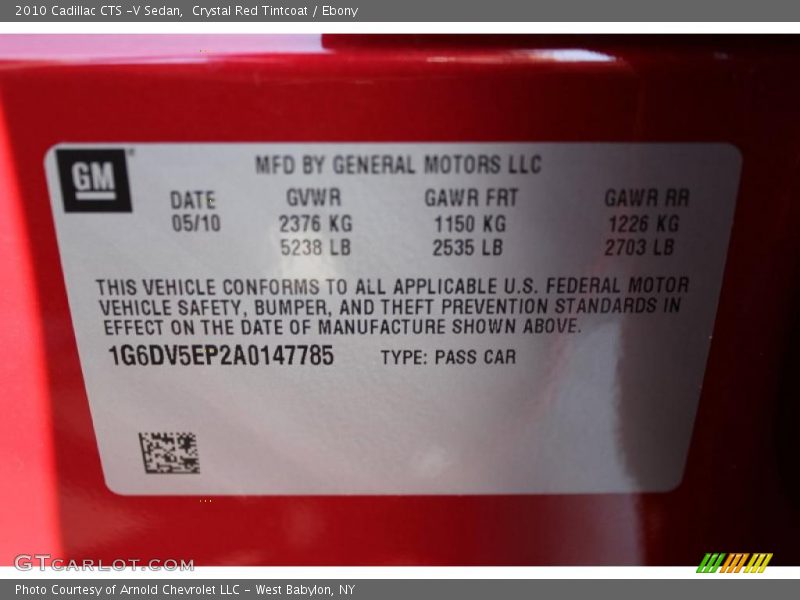 2010 Cadillac CTS -V Sedan, Crystal Red Tintcoat / Ebony
GM
MFD BY GENERAL MOTORS LLC
DATE GVWR GAWR FRT GAWR RR
05/10 2376 KG 1150 KG 1226 KG
5238 LB 2535 LB 2703 LB
THIS VEHICLE CONFORMS TO ALL APPLICABLE U.S. FEDERAL MOTOR
VEHICLE SAFETY, BUMPER, AND THEFT PREVENTION STANDARDS IN
EFFECT ON THE DATE OF MANUFACTURE SHOWN ABOVE.
1G6DV5EP2A0147785 TYPE: PASS CAR
GTCARLOT.COM
Photo Courtesy of Arnold Chevrolet LLC - West Babylon, NY